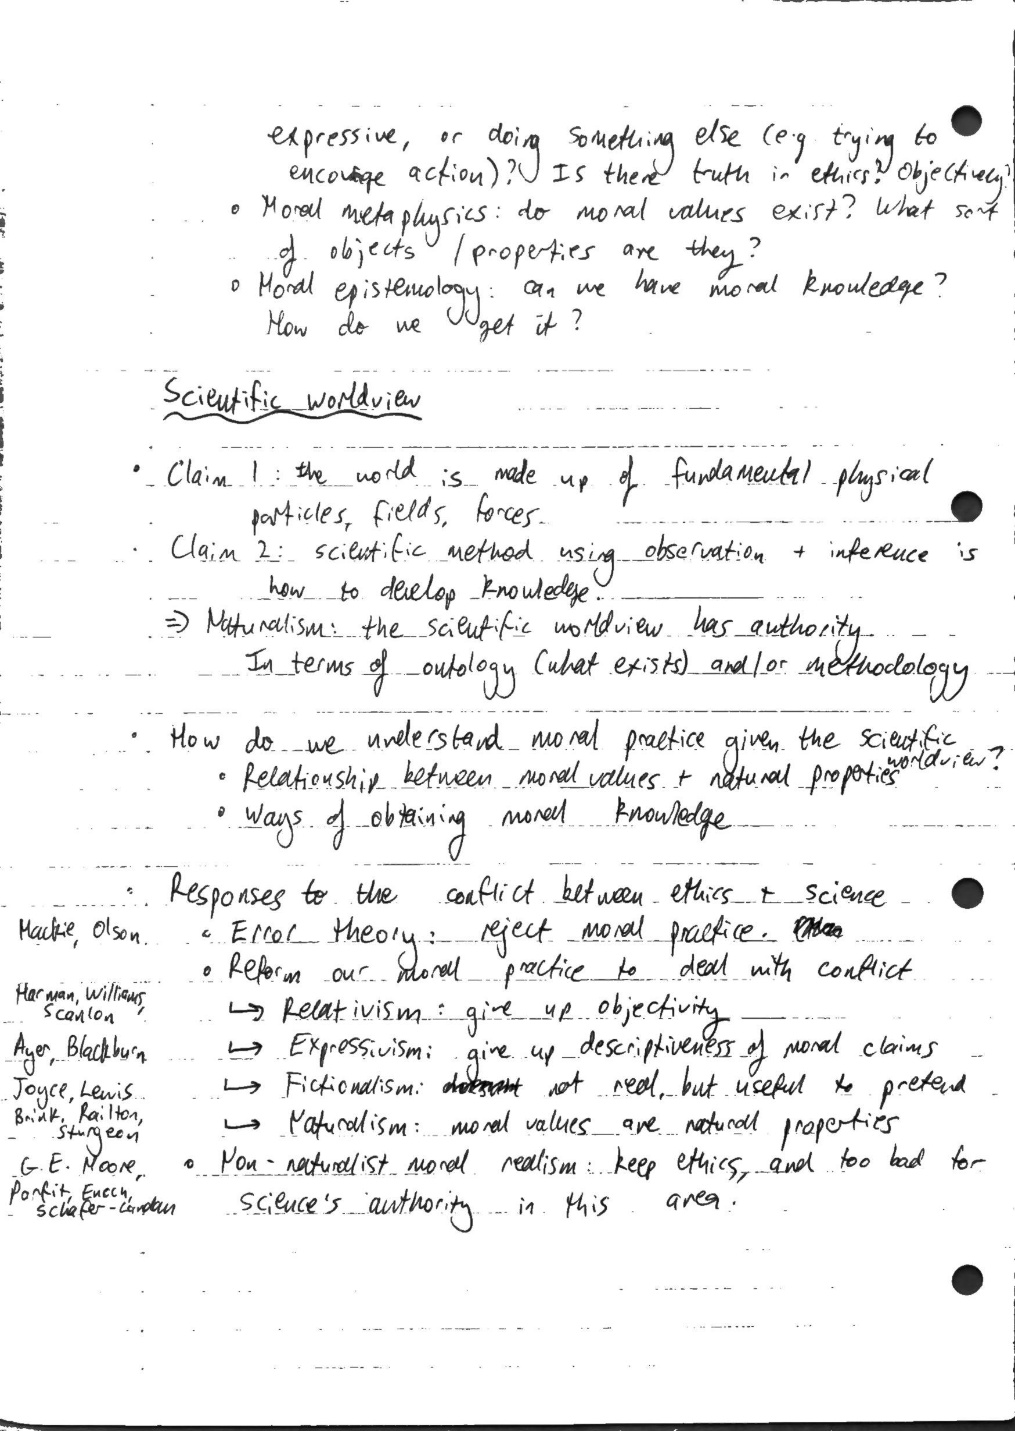 expressive, or doing something else (e.g trying to
encourage action)? Is there truth in ethics? Objectively?
◦ Moral metaphysics: do moral values exist? What sort
of objects / properties are they?
◦ Moral epistemology: can we have moral knowledge?
How do we get it?
Scientific worldview
• Claim 1: the world is made up of fundamental physical
particles, fields, forces.
• Claim 2: scientific method using observation + inference is
how to develop knowledge.
⇒ Naturalism: the scientific worldview has authority
In terms of ontology (what exists) and/or methodology
• How do we understand moral practice given the scientific
worldview?
◦ Relationship between moral values + natural properties
◦ Ways of obtaining moral knowledge
• Responses to the conflict between ethics + science
Mackie, Olson ◦ Error theory: reject moral practice.
◦ Reform our moral practice to deal with conflict
Harman, Williams,
Scanlon ↳ Relativism: give up objectivity
Ayer, Blackburn ↳ Expressivism: give up descriptiveness of moral claims
Joyce, Lewis ↳ Fictionalism: not real, but useful to pretend
Brink, Railton,
Sturgeon ↳ Naturalism: moral values are natural properties
G.E. Moore, ◦ Non-naturalist moral realism: keep ethics, and too bad for
Parfit, Enoch,
Schafer-Landau science's authority in this area.